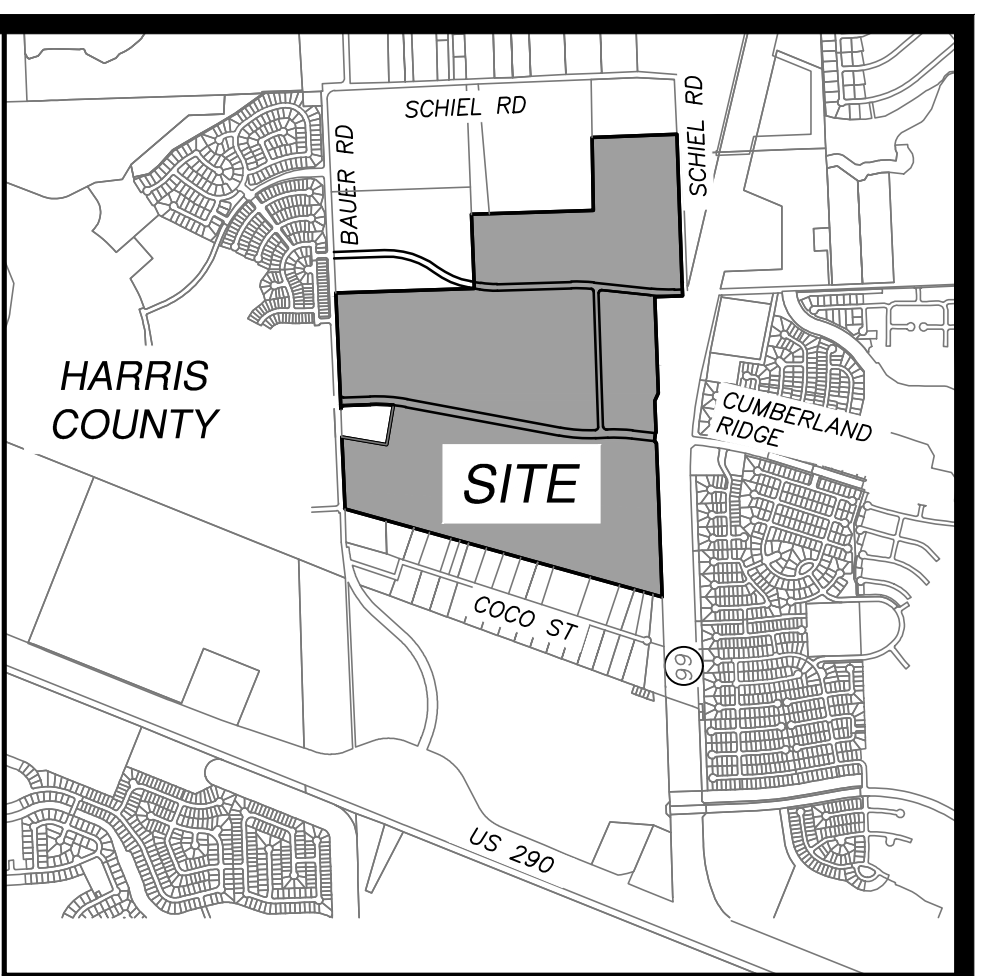 SCHIEL RD
SCHIEL RD
BAUER RD
HARRIS
COUNTY
CUMBERLAND
RIDGE
SITE
COCO ST
99
US 290